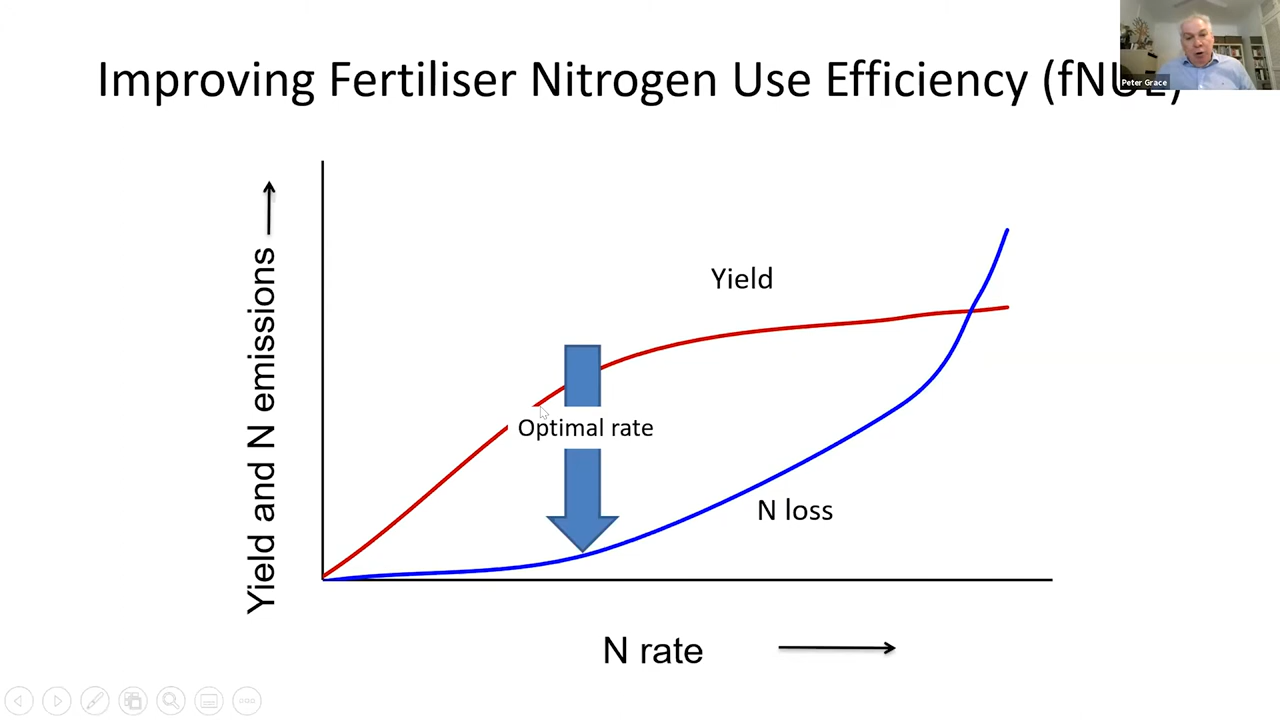 Improving Fertiliser Nitrogen Use Efficiency (fNUE)
Peter Grace
Yield and N emissions
Yield
Optimal rate
N loss
N rate